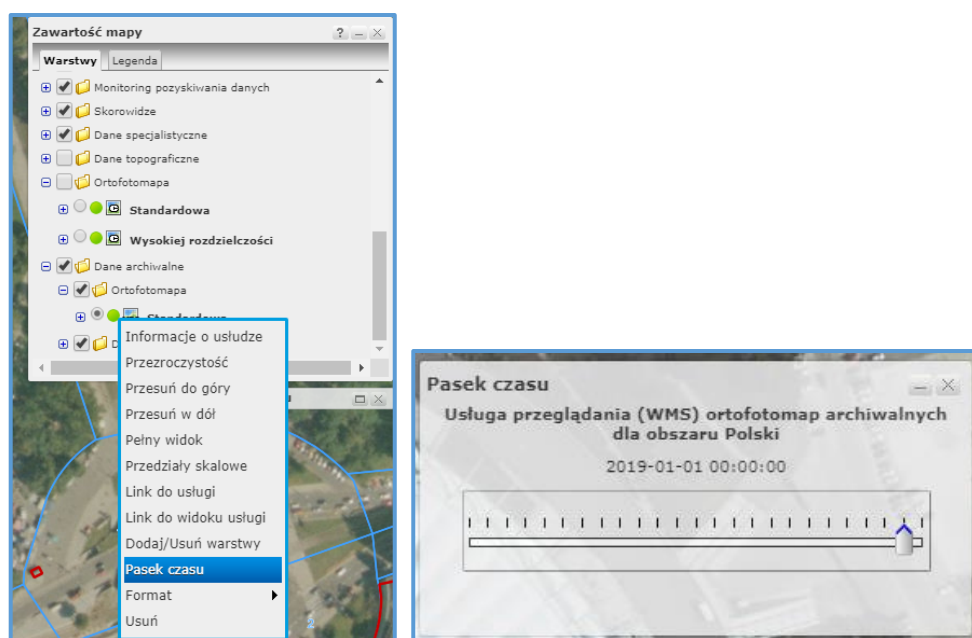 Zawartość mapy
Warstwy Legenda
Monitoring pozyskiwania danych
Skorowidze
Dane specjalistyczne
Dane topograficzne
Ortofotomapa
Standardowa
Wysokiej rozdzielczości
Dane archiwalne
Ortofotomapa
Standardowa
Informacje o usłudze
Przezroczystość
Przesuń do góry
Przesuń w dół
Pełny widok
Przedziały skalowe
Link do usługi
Link do widoku usługi
Dodaj/Usuń warstwy
Pasek czasu
Format
Usuń
Pasek czasu
Usługa przeglądania (WMS) ortofotomap archiwalnych
dla obszaru Polski
2019-01-01 00:00:00